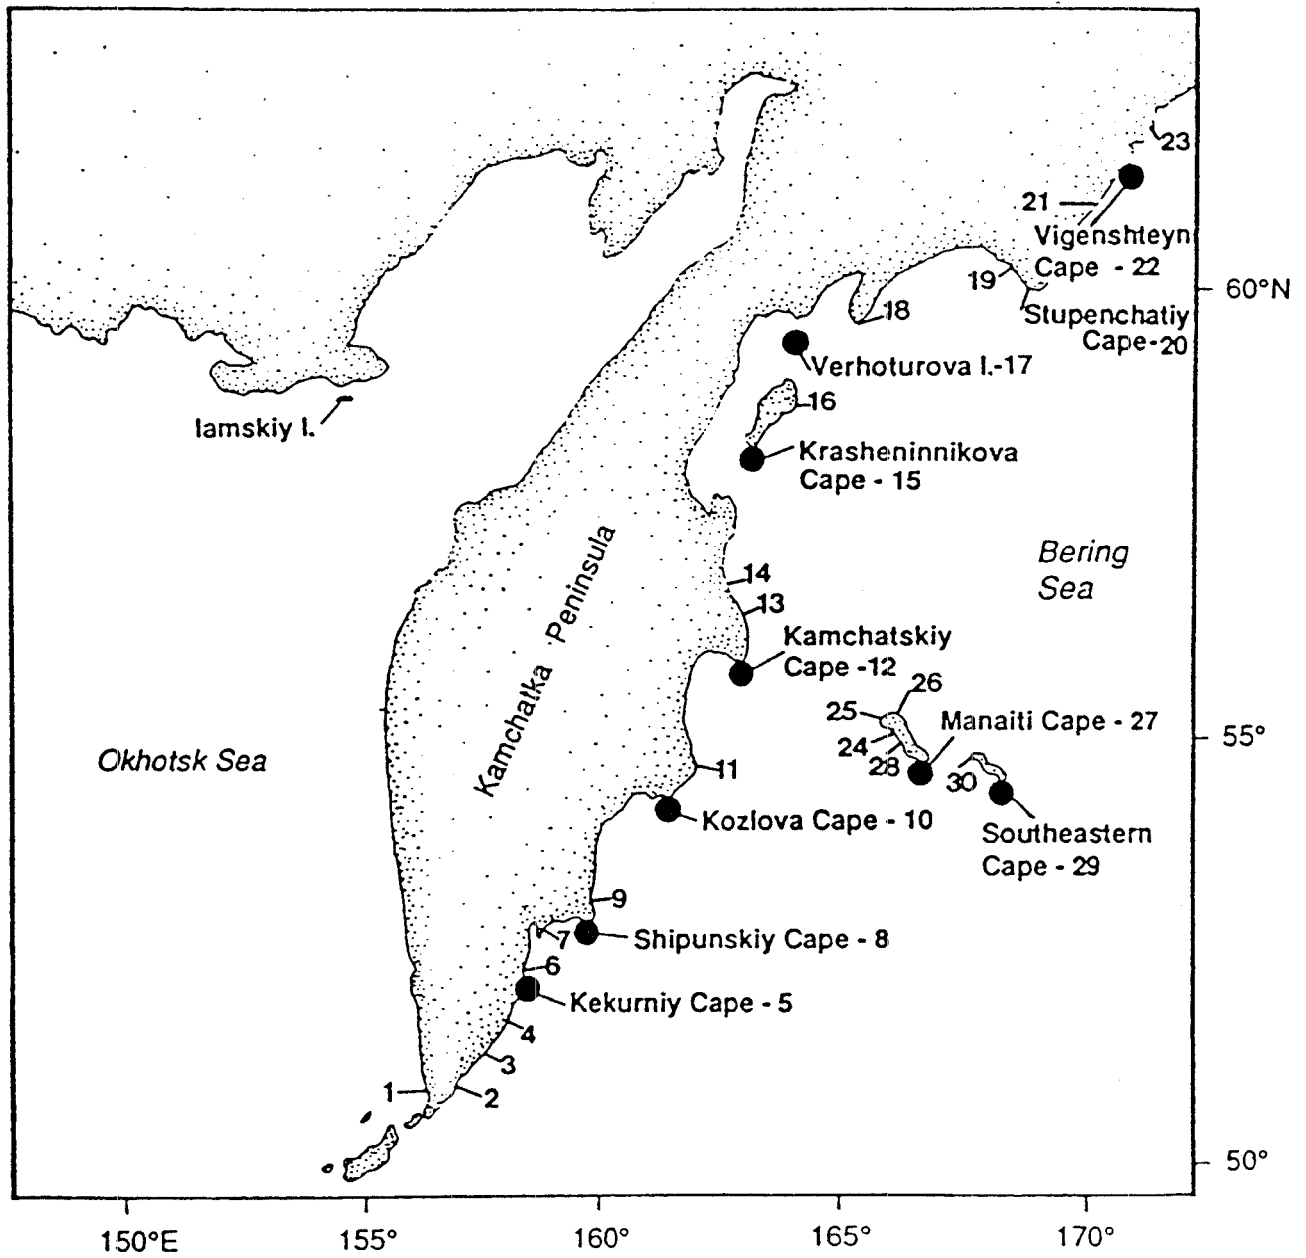 23
21
Vigenshteyn
Cape - 22
19
60°N
18
Stupenchatiy
Cape-20
Verhoturova I.-17
16
Iamskiy I.
Krasheninnikova
Cape - 15
Kamchatka Peninsula
Bering
Sea
14
13
Kamchatskiy
Cape -12
26
25
Manaiti Cape - 27
24
55°
Okhotsk Sea
28
11
30
Kozlova Cape - 10
Southeastern
Cape - 29
9
7
Shipunskiy Cape - 8
6
Kekurniy Cape - 5
4
3
1
2
50°
150°E
155°
160°
165°
170°